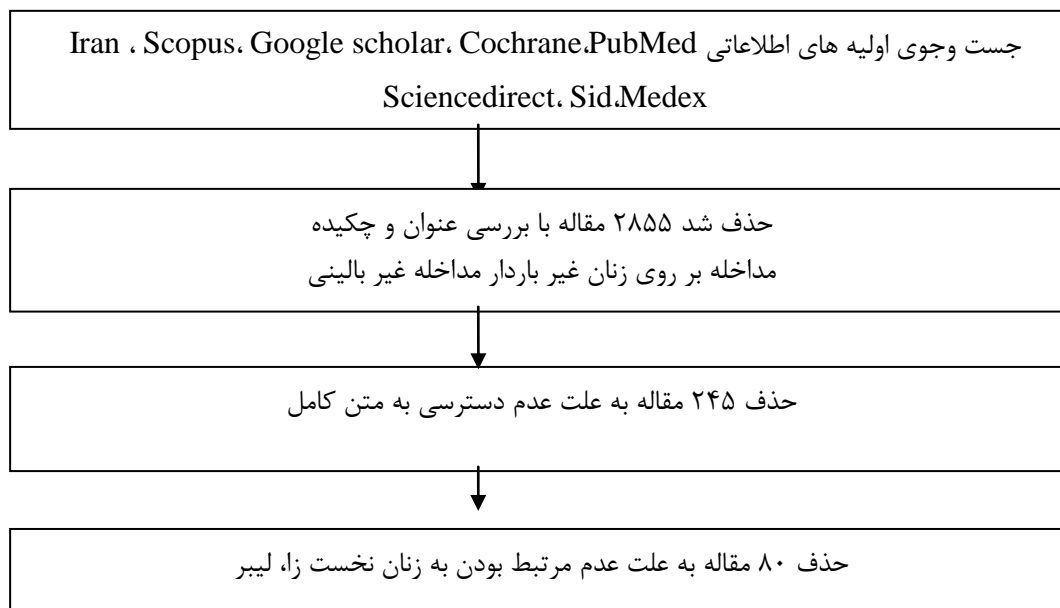 جست وجوی اولیه های اطلاعاتی Iran ، Scopus، Google scholar، Cochrane،PubMed
Sciencedirect، Sid،Medex
حذف شد ۲۸۵۵ مقاله با بررسی عنوان و چکیده
مداخله بر روی زنان غیر باردار مداخله غیر بالینی
حذف ۲۴۵ مقاله به علت عدم دسترسی به متن کامل
حذف ۸۰ مقاله به علت عدم مرتبط بودن به زنان نخست زا، لیبر